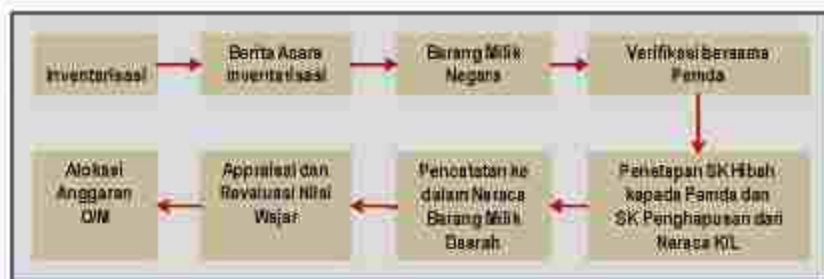 Inventarisasi
Berita Acara
Inventarisasi
Barang Milik
Negara
Verifikasi bersama
Pemda
Penetapan SK Hibah
kepada Pemda dan
SK Penghapusan dari
Neraca K/L
Pencatatan ke
dalam Neraca
Barang Milik
Daerah
Appraisal dan
Revaluasi Nilai
Wajar
Alokasi
Anggaran
O/M